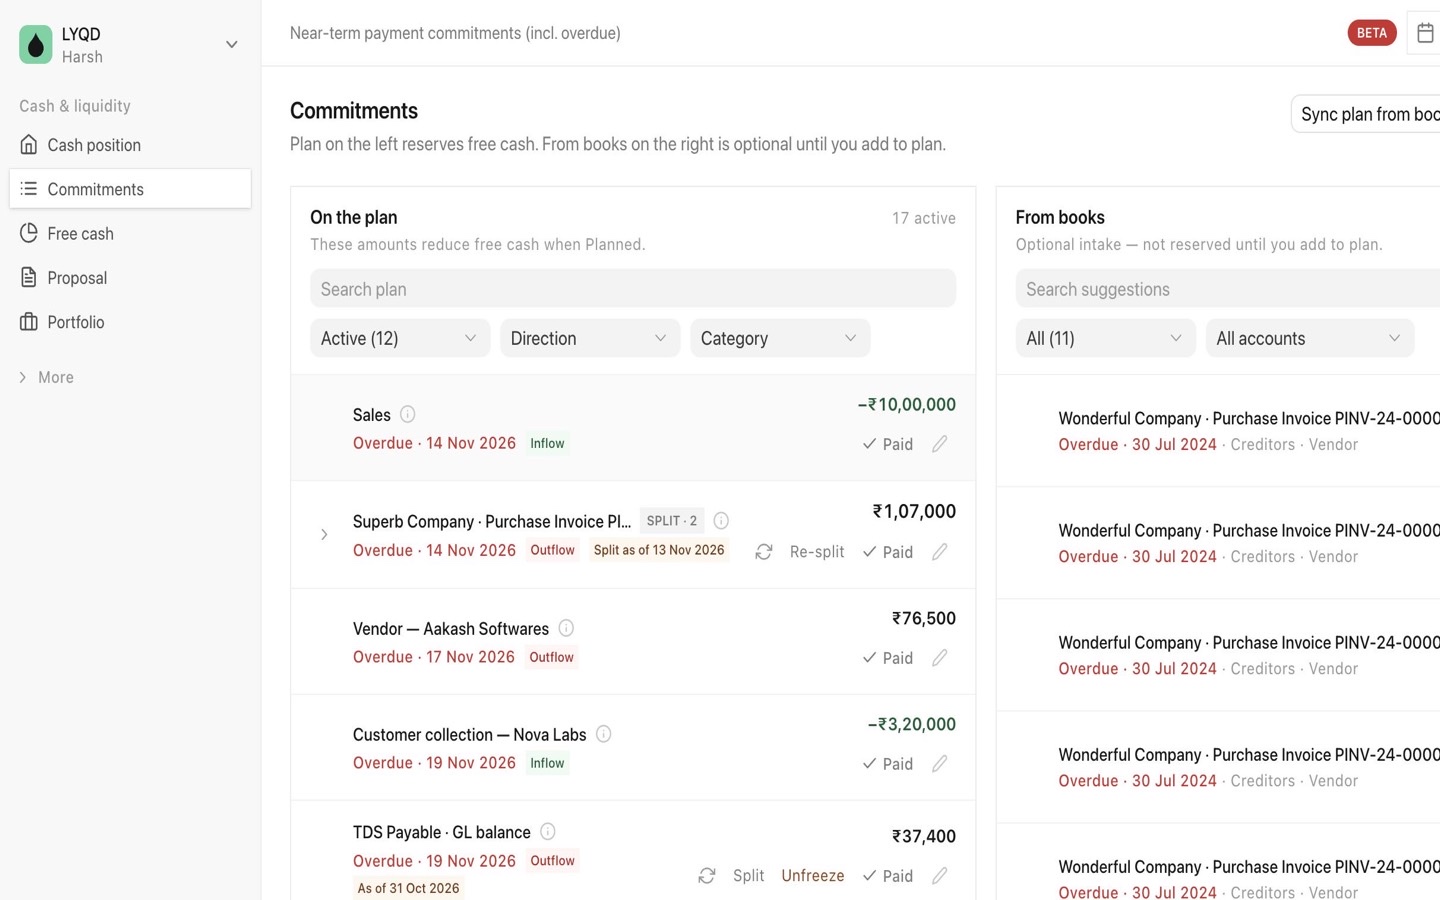 LYQD
Harsh
Cash & liquidity
Cash position
Commitments
Free cash
Proposal
Portfolio
More
Near-term payment commitments (incl. overdue)
BETA
Commitments
Plan on the left reserves free cash. From books on the right is optional until you add to plan.
Sync plan from boo
On the plan
17 active
These amounts reduce free cash when Planned.
Search plan
Active (12)
Direction
Category
Sales
−₹10,00,000
Overdue · 14 Nov 2026
Inflow
Paid
Superb Company · Purchase Invoice PI...
SPLIT · 2
₹1,07,000
Overdue · 14 Nov 2026
Outflow
Split as of 13 Nov 2026
Re-split
Paid
Vendor — Aakash Softwares
₹76,500
Overdue · 17 Nov 2026
Outflow
Paid
Customer collection — Nova Labs
−₹3,20,000
Overdue · 19 Nov 2026
Inflow
Paid
TDS Payable · GL balance
₹37,400
Overdue · 19 Nov 2026
Outflow
As of 31 Oct 2026
Split
Unfreeze
Paid
From books
Optional intake — not reserved until you add to plan.
Search suggestions
All (11)
All accounts
Wonderful Company · Purchase Invoice PINV-24-0000
Overdue · 30 Jul 2024 · Creditors · Vendor
Wonderful Company · Purchase Invoice PINV-24-0000
Overdue · 30 Jul 2024 · Creditors · Vendor
Wonderful Company · Purchase Invoice PINV-24-0000
Overdue · 30 Jul 2024 · Creditors · Vendor
Wonderful Company · Purchase Invoice PINV-24-0000
Overdue · 30 Jul 2024 · Creditors · Vendor
Wonderful Company · Purchase Invoice PINV-24-0000
Overdue · 30 Jul 2024 · Creditors · Vendor